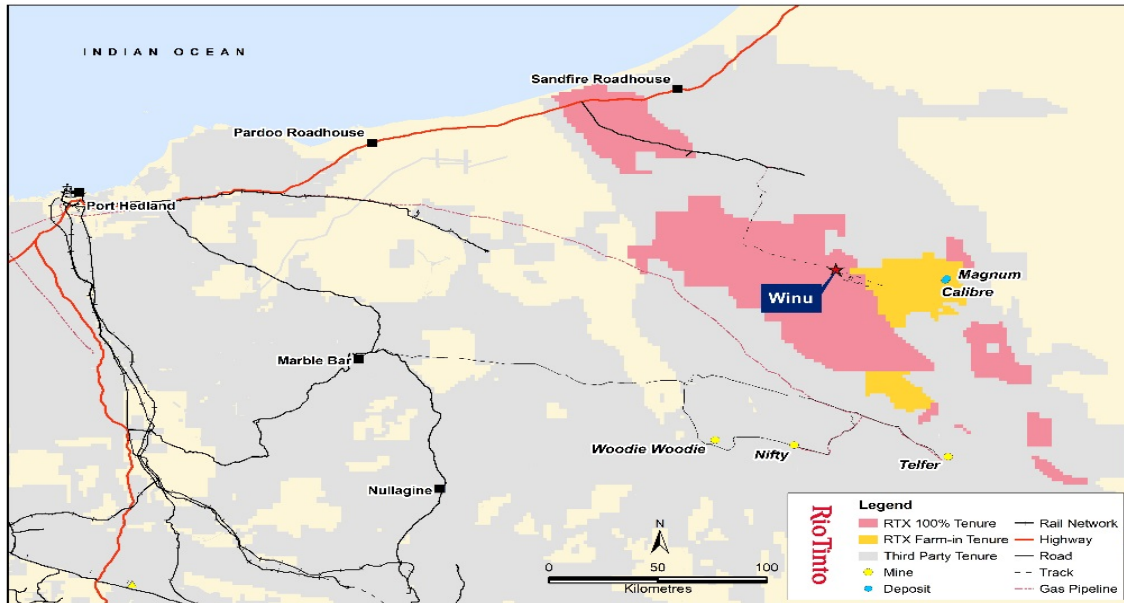 INDIAN OCEAN
Sandfire Roadhouse
Pardoo Roadhouse
Port Hedland
Magnum
Calibre
Winu
Marble Bar
Woodie Woodie
Nifty
Telfer
Nullagine
N
0 50 100
Kilometres
RioTinto
Legend
RTX 100% Tenure
RTX Farm-in Tenure
Third Party Tenure
Mine
Deposit
Rail Network
Highway
Road
Track
Gas Pipeline